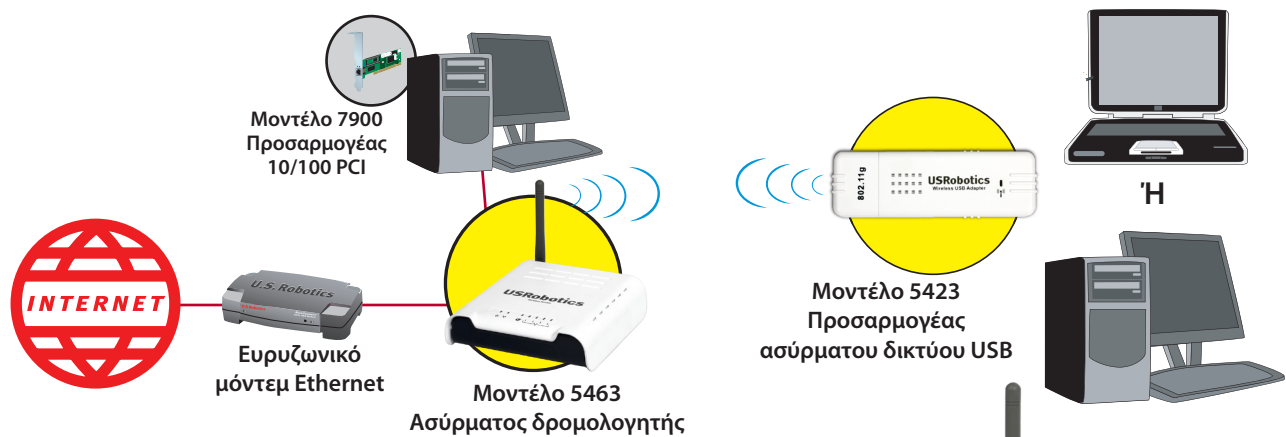 Μοντέλο 7900
Προσαρμογέας
10/100 PCI
INTERNET
U.S. Robotics
Ευρυζωνικό
μόντεμ Ethernet
USRobotics
Μοντέλο 5463
Ασύρματος δρομολογητής
802.11g
USRobotics
Wireless USB Adapter
Μοντέλο 5423
Προσαρμογέας
ασύρματου δικτύου USB
Ή